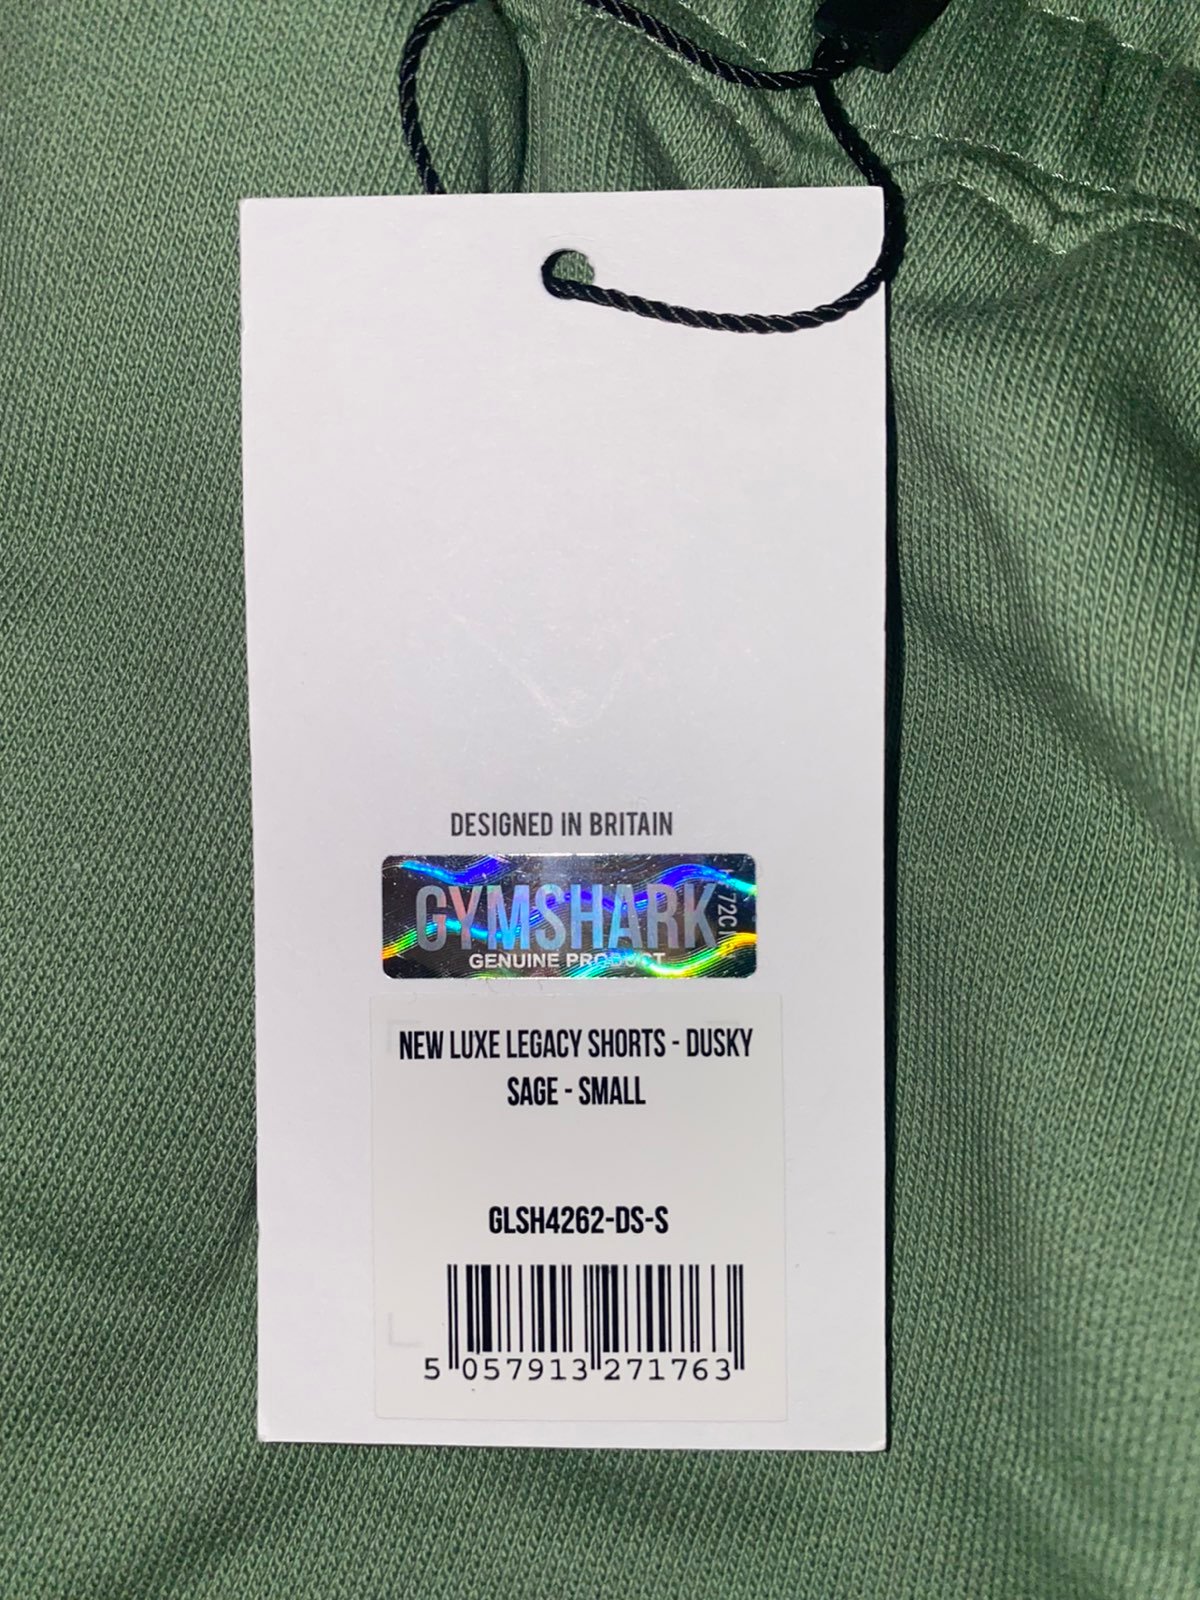 DESIGNED IN BRITAIN
GYMSHARK
GENUINE PRODUCT
NEW LUXE LEGACY SHORTS - DUSKY
SAGE - SMALL
GLSH4262-DS-S
5 057913 271763